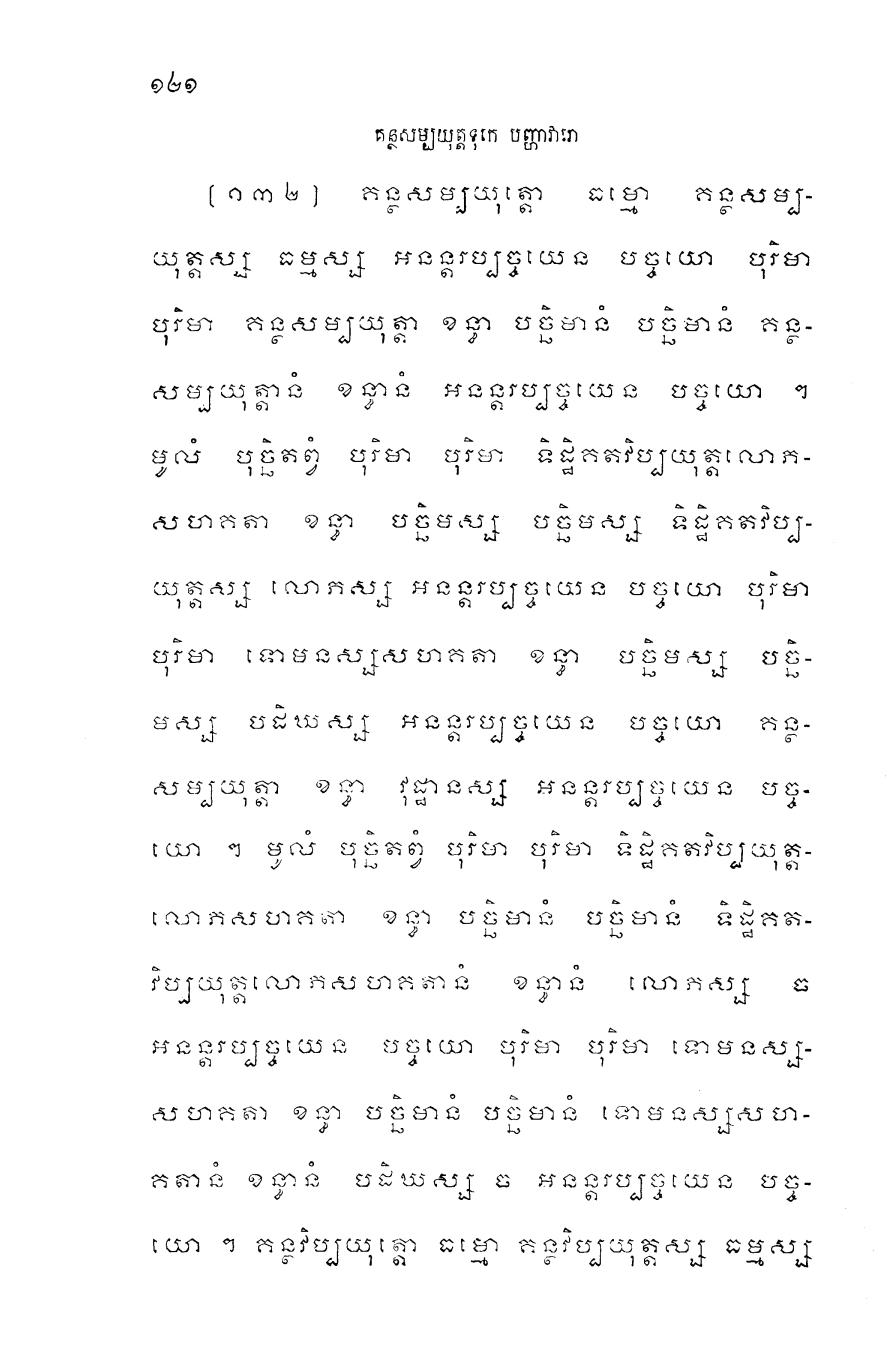 ១២១
គន្ថសម្បយុត្តទុកេ បញ្ហាវារោ
[១៣២] គន្ថសម្បយុត្តោ ធម្មោ គន្ថសម្ប-
យុត្តស្ស ធម្មស្ស អនន្តរប្បច្ចយេន បច្ចយោ បុរិមា
បុរិមា គន្ថសម្បយុត្តា ខន្ធា បច្ឆិមានំ បច្ឆិមានំ គន្ថ-
សម្បយុត្តានំ ខន្ធានំ អនន្តរប្បច្ចយេន បច្ចយោ ។
មូលំ បុច្ឆិតព្វំ បុរិមា បុរិមា ទិដ្ឋិគតវិប្បយុត្តលោភ-
សហគតា ខន្ធា បច្ឆិមស្ស បច្ឆិមស្ស ទិដ្ឋិគតវិប្ប-
យុត្តស្ស លោភស្ស អនន្តរប្បច្ចយេន បច្ចយោ បុរិមា
បុរិមា ទោមនស្សសហគតា ខន្ធា បច្ឆិមស្ស បច្ឆិ-
មស្ស បដិឃស្ស អនន្តរប្បច្ចយេន បច្ចយោ គន្ថ-
សម្បយុត្តា ខន្ធា វុដ្ឋានស្ស អនន្តរប្បច្ចយេន បច្ច-
យោ ។ មូលំ បុច្ឆិតព្វំ បុរិមា បុរិមា ទិដ្ឋិគតវិប្បយុត្ត-
លោភសហគតា ខន្ធា បច្ឆិមានំ បច្ឆិមានំ ទិដ្ឋិគត-
វិប្បយុត្តលោភសហគតានំ ខន្ធានំ លោភស្ស ច
អនន្តរប្បច្ចយេន បច្ចយោ បុរិមា បុរិមា ទោមនស្ស-
សហគតា ខន្ធា បច្ឆិមានំ បច្ឆិមានំ ទោមនស្សសហ-
គតានំ ខន្ធានំ បដិឃស្ស ច អនន្តរប្បច្ចយេន បច្ច-
យោ ។ គន្ថវិប្បយុត្តោ ធម្មោ គន្ថវិប្បយុត្តស្ស ធម្មស្ស